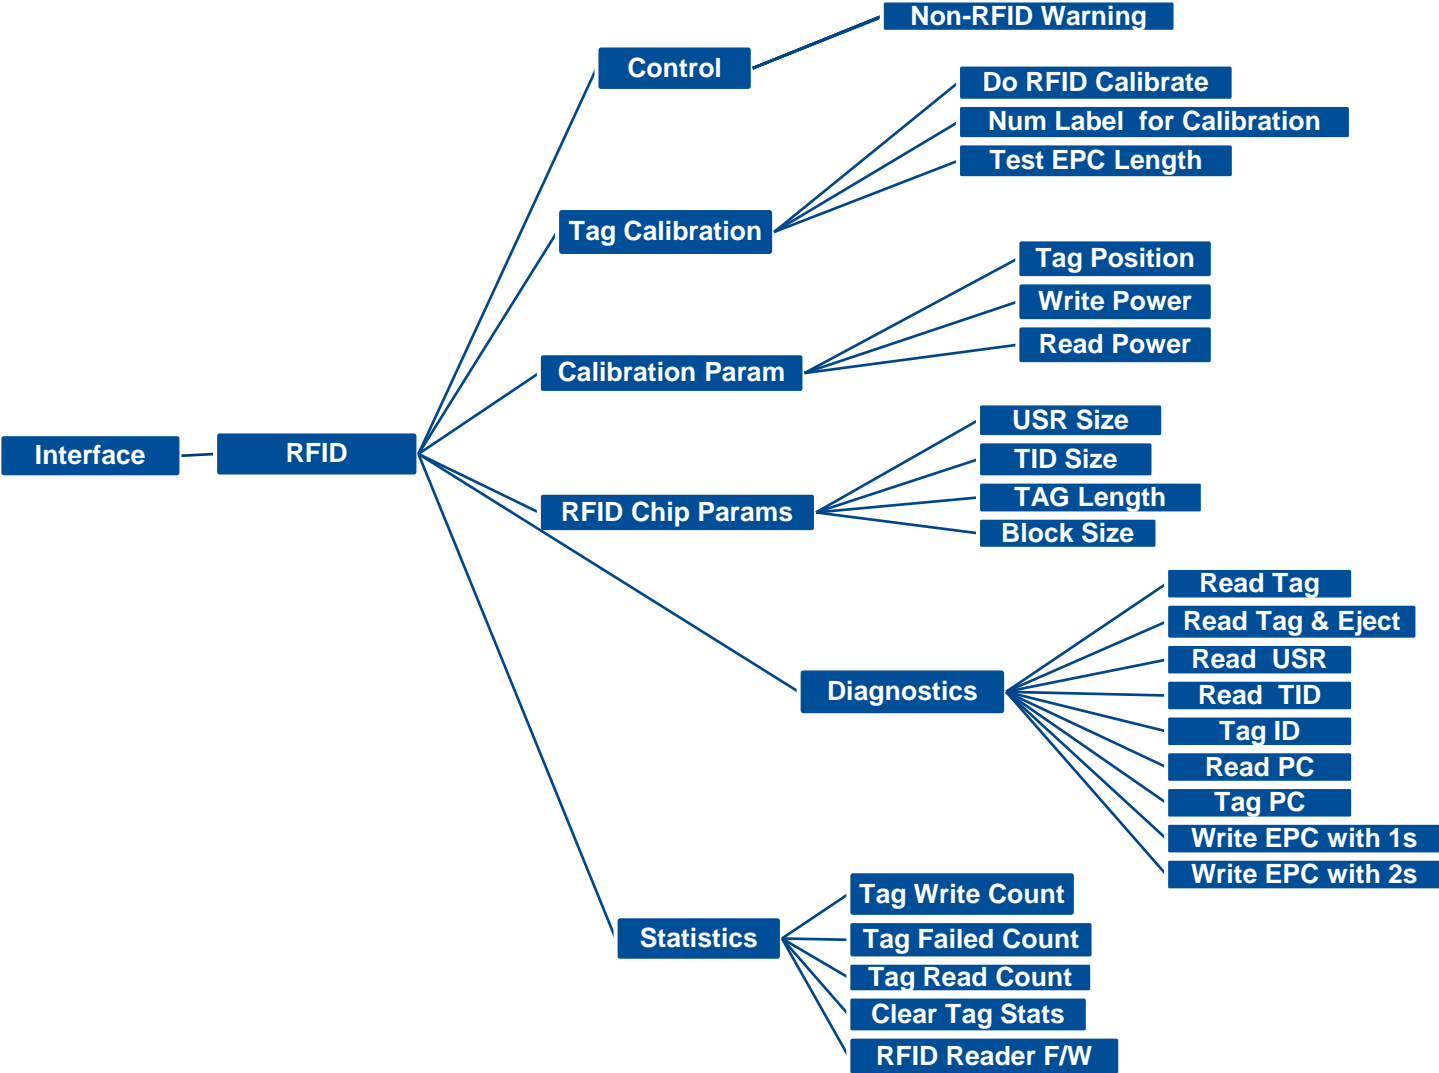 Non-RFID Warning
Control
Do RFID Calibrate
Num Label  for Calibration
Test EPC Length
Tag Calibration
Tag Position
Write Power
Read Power
Calibration Param
USR Size
TID Size
TAG Length
Block Size
RFID Chip Params
Interface
RFID
Read Tag
Read Tag & Eject
Read  USR
Read  TID
Tag ID
Read PC
Tag PC
Write EPC with 1s
Write EPC with 2s
Diagnostics
Tag Write Count
Tag Failed Count
Tag Read Count
Clear Tag Stats
RFID Reader F/W
Statistics